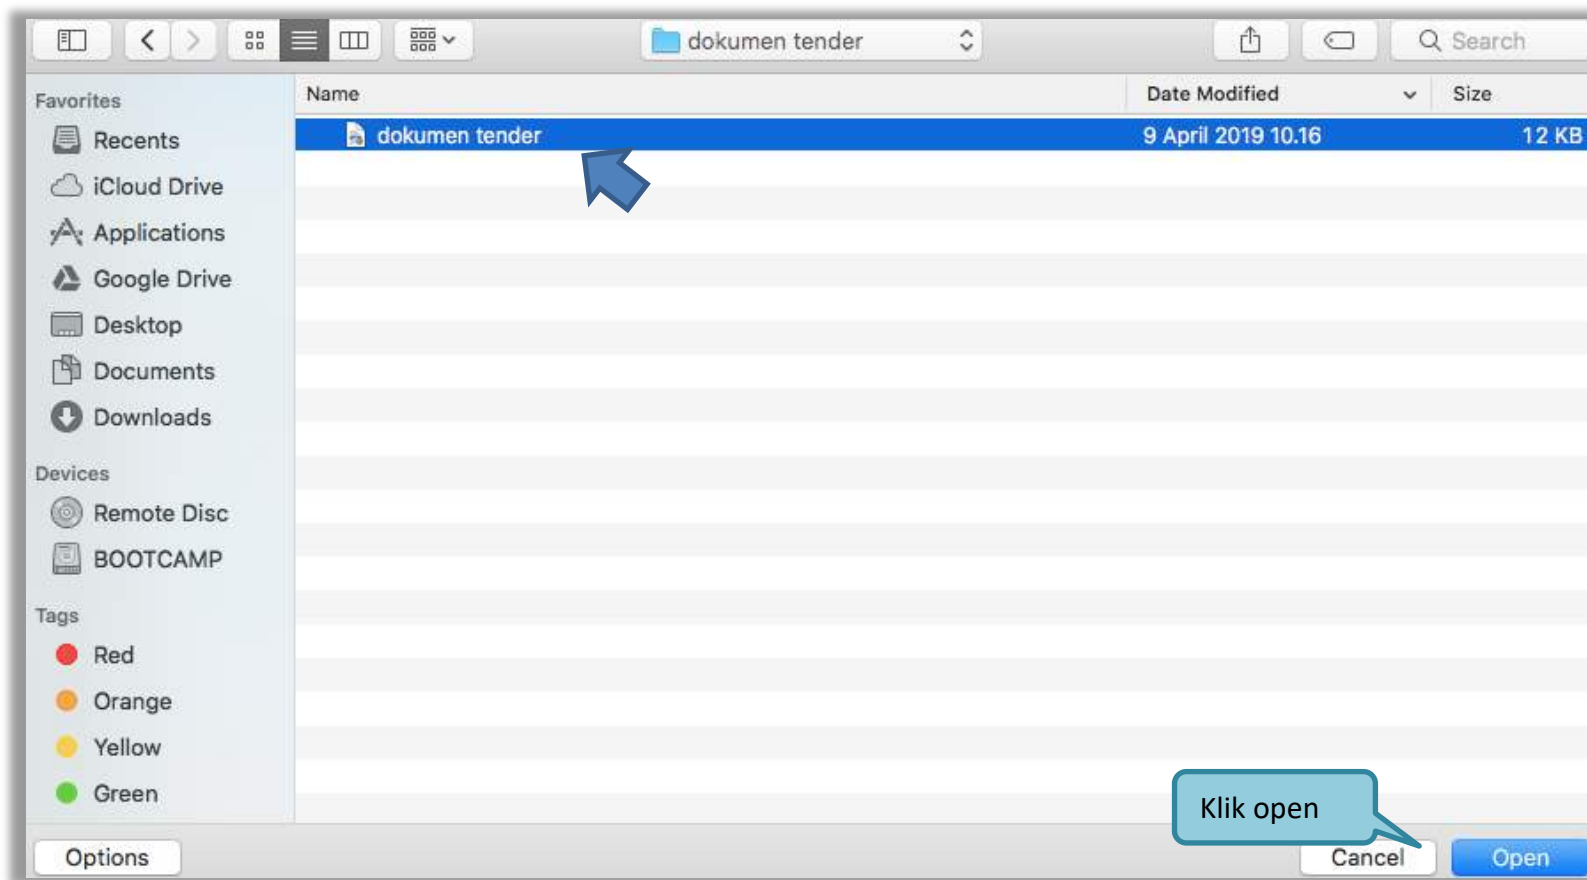 dokumen tender
Search
Favorites
Recents
iCloud Drive
Applications
Google Drive
Desktop
Documents
Downloads
Devices
Remote Disc
BOOTCAMP
Tags
Red
Orange
Yellow
Green
Name Date Modified Size
dokumen tender 9 April 2019 10.16 12 KB
Klik open
Options Cancel Open